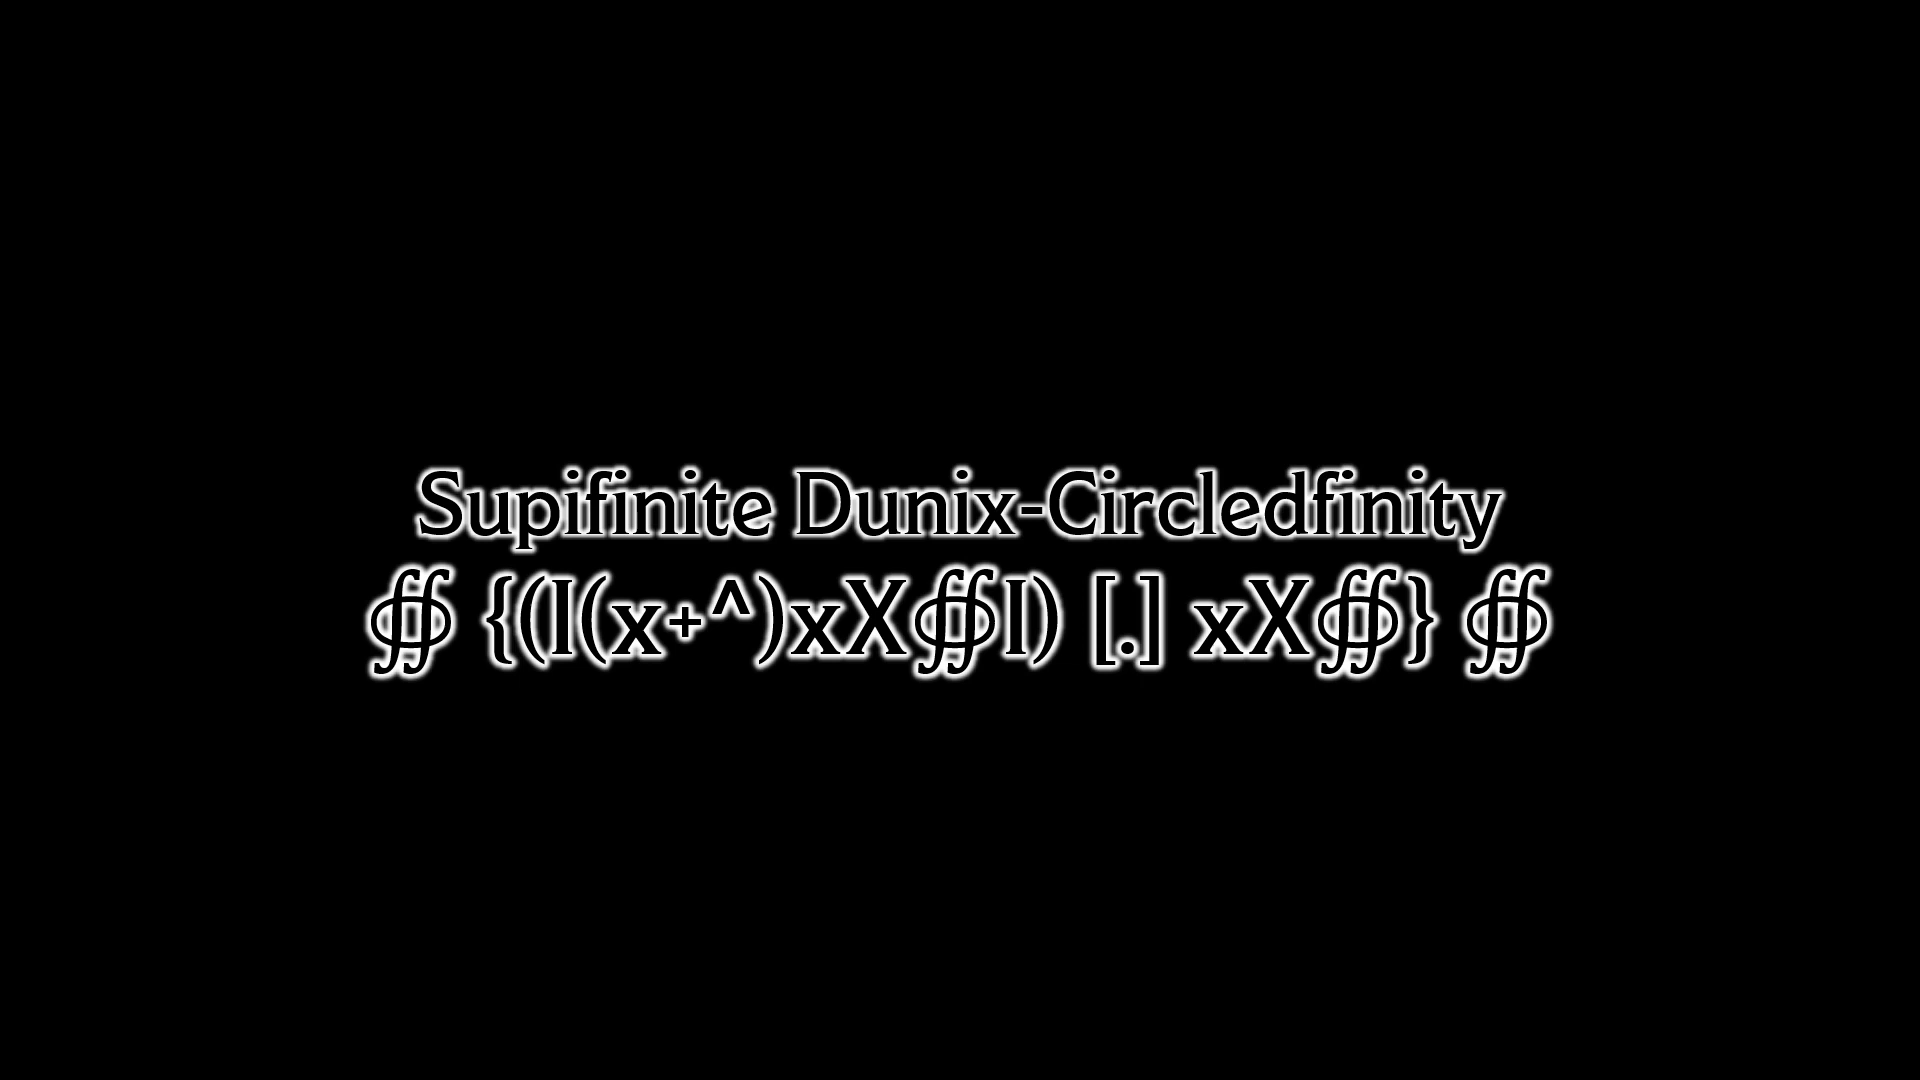 Supifinite Dunix-Circledfinity
∯ {(I(x+^)xX∯I) [.] xX∯} ∯